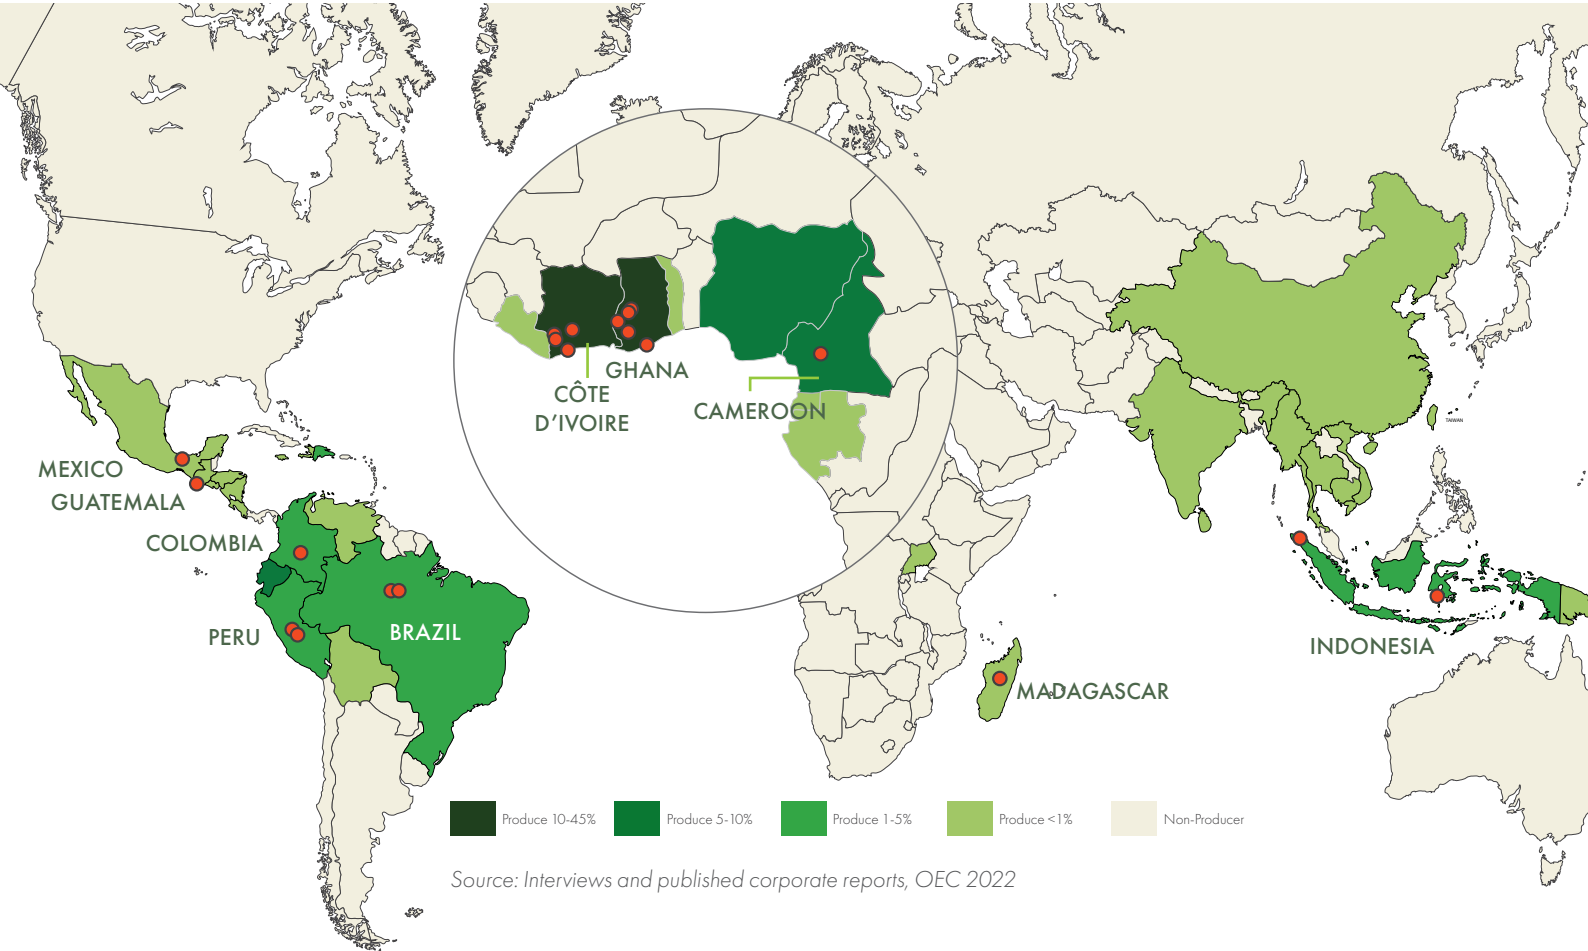 GHANA
CÔTE
D'IVOIRE
CAMEROON
TAIWAN
MEXICO
GUATEMALA
COLOMBIA
PERU
BRAZIL
INDONESIA
MADAGASCAR
Produce 10-45%
Produce 5-10%
Produce 1-5%
Produce <1%
Non-Producer
Source: Interviews and published corporate reports, OEC 2022